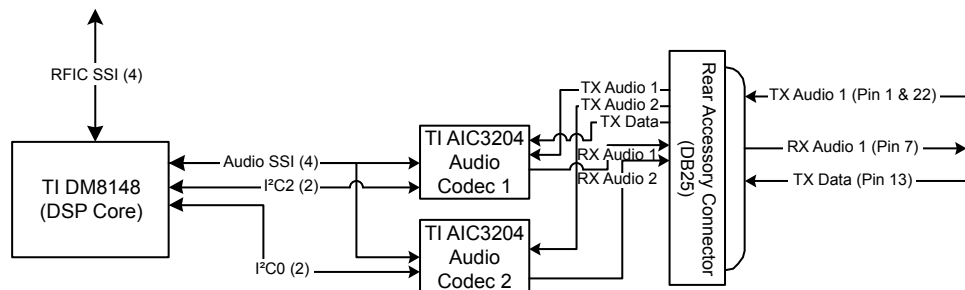 RFIC SSI (4)
TI DM8148
(DSP Core)
Audio SSI (4)
I²C2 (2)
I²C0 (2)
TI AIC3204
Audio
Codec 1
TI AIC3204
Audio
Codec 2
TX Audio 1
TX Audio 2
TX Data
RX Audio 1
RX Audio 2
Rear Accessory Connector
(DB25)
TX Audio 1 (Pin 1 & 22)
RX Audio 1 (Pin 7)
TX Data (Pin 13)